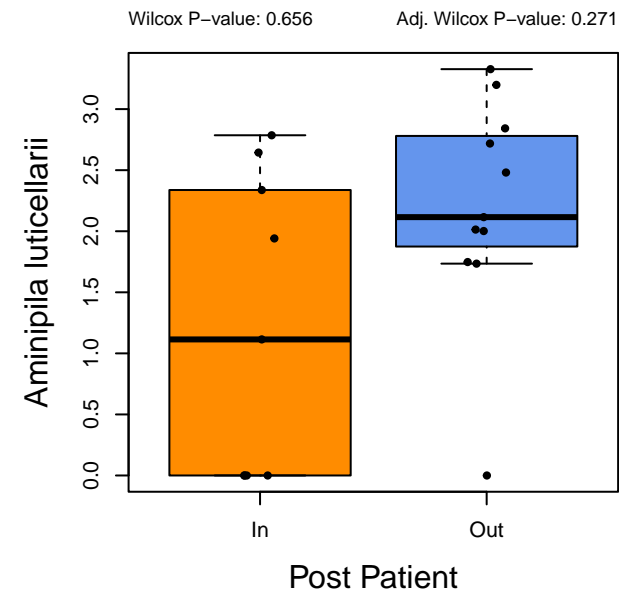 Wilcox P−value: 0.656
Adj. Wilcox P−value: 0.271
Aminipila luticellarii
3.0
2.5
2.0
1.5
1.0
0.5
0.0
In
Out
Post Patient